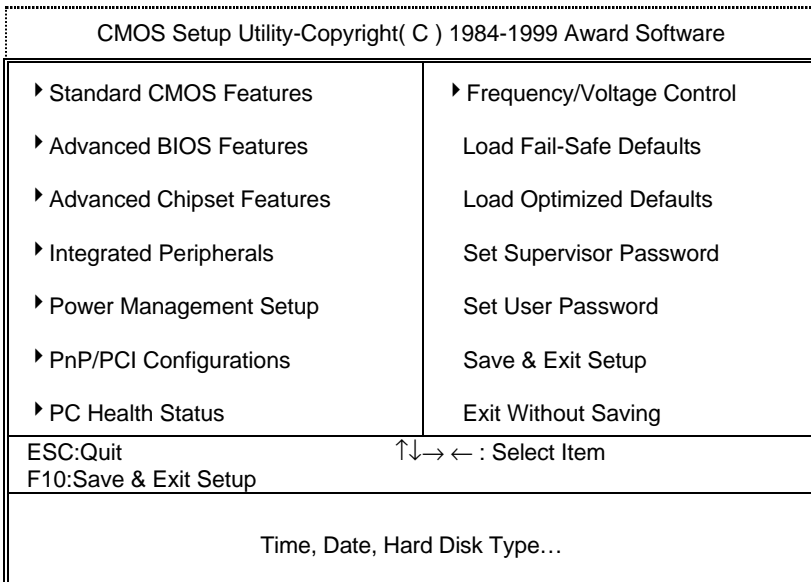 CMOS Setup Utility-Copyright( C ) 1984-1999 Award Software
‣Standard CMOS Features
‣Advanced BIOS Features
‣Advanced Chipset Features
‣Integrated Peripherals
‣Power Management Setup
‣PnP/PCI Configurations
‣PC Health Status
‣Frequency/Voltage Control
Load Fail-Safe Defaults
Load Optimized Defaults
Set Supervisor Password
Set User Password
Save & Exit Setup
Exit Without Saving
ESC:Quit ↑↓→ ← : Select Item
F10:Save & Exit Setup
Time, Date, Hard Disk Type…